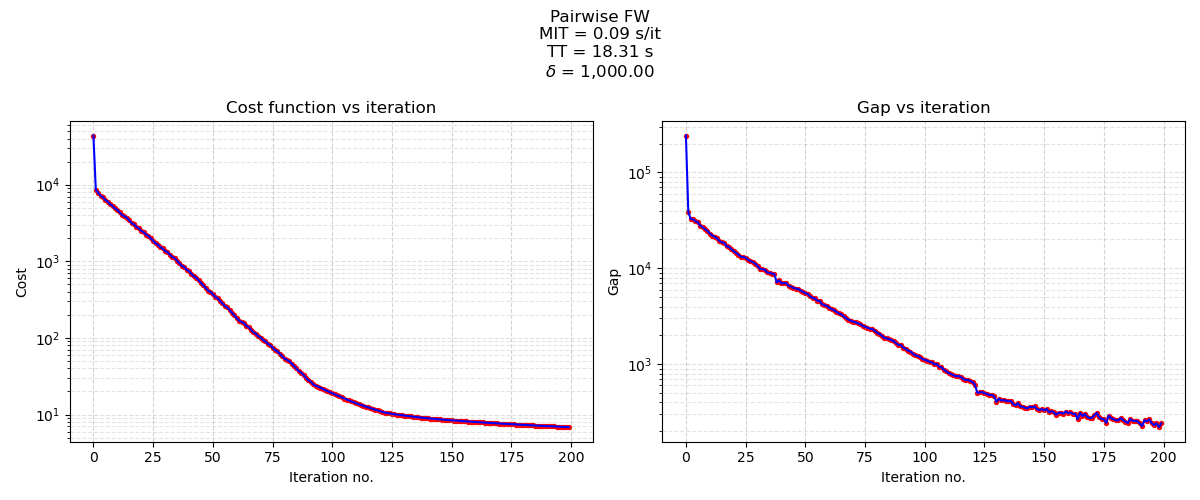 Pairwise FW
MIT = 0.09 s/it
TT = 18.31 s
δ = 1,000.00
Cost function vs iteration
Cost
10⁴
10³
10²
10¹
0 25 50 75 100 125 150 175 200
Iteration no.
Gap vs iteration
Gap
10⁵
10⁴
10³
0 25 50 75 100 125 150 175 200
Iteration no.